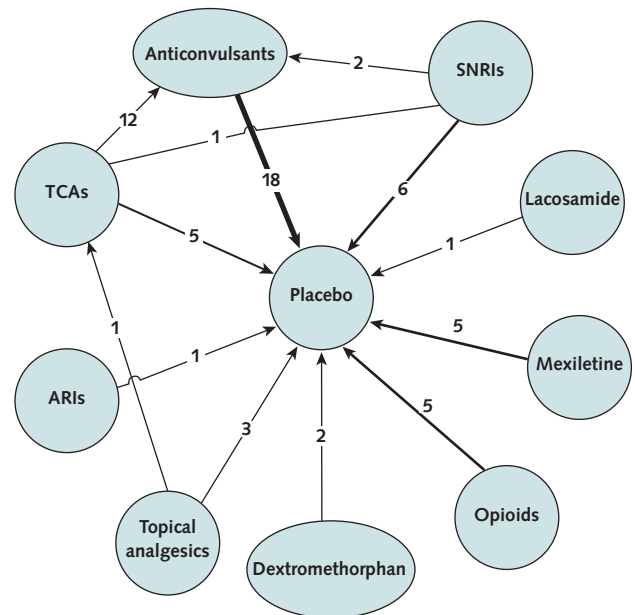 Anticonvulsants
SNRIs
2
12
1
TCAs
18
6
Lacosamide
5
1
Placebo
1
1
5
Mexiletine
ARIs
5
3
2
Topical
analgesics
Opioids
Dextromethorphan